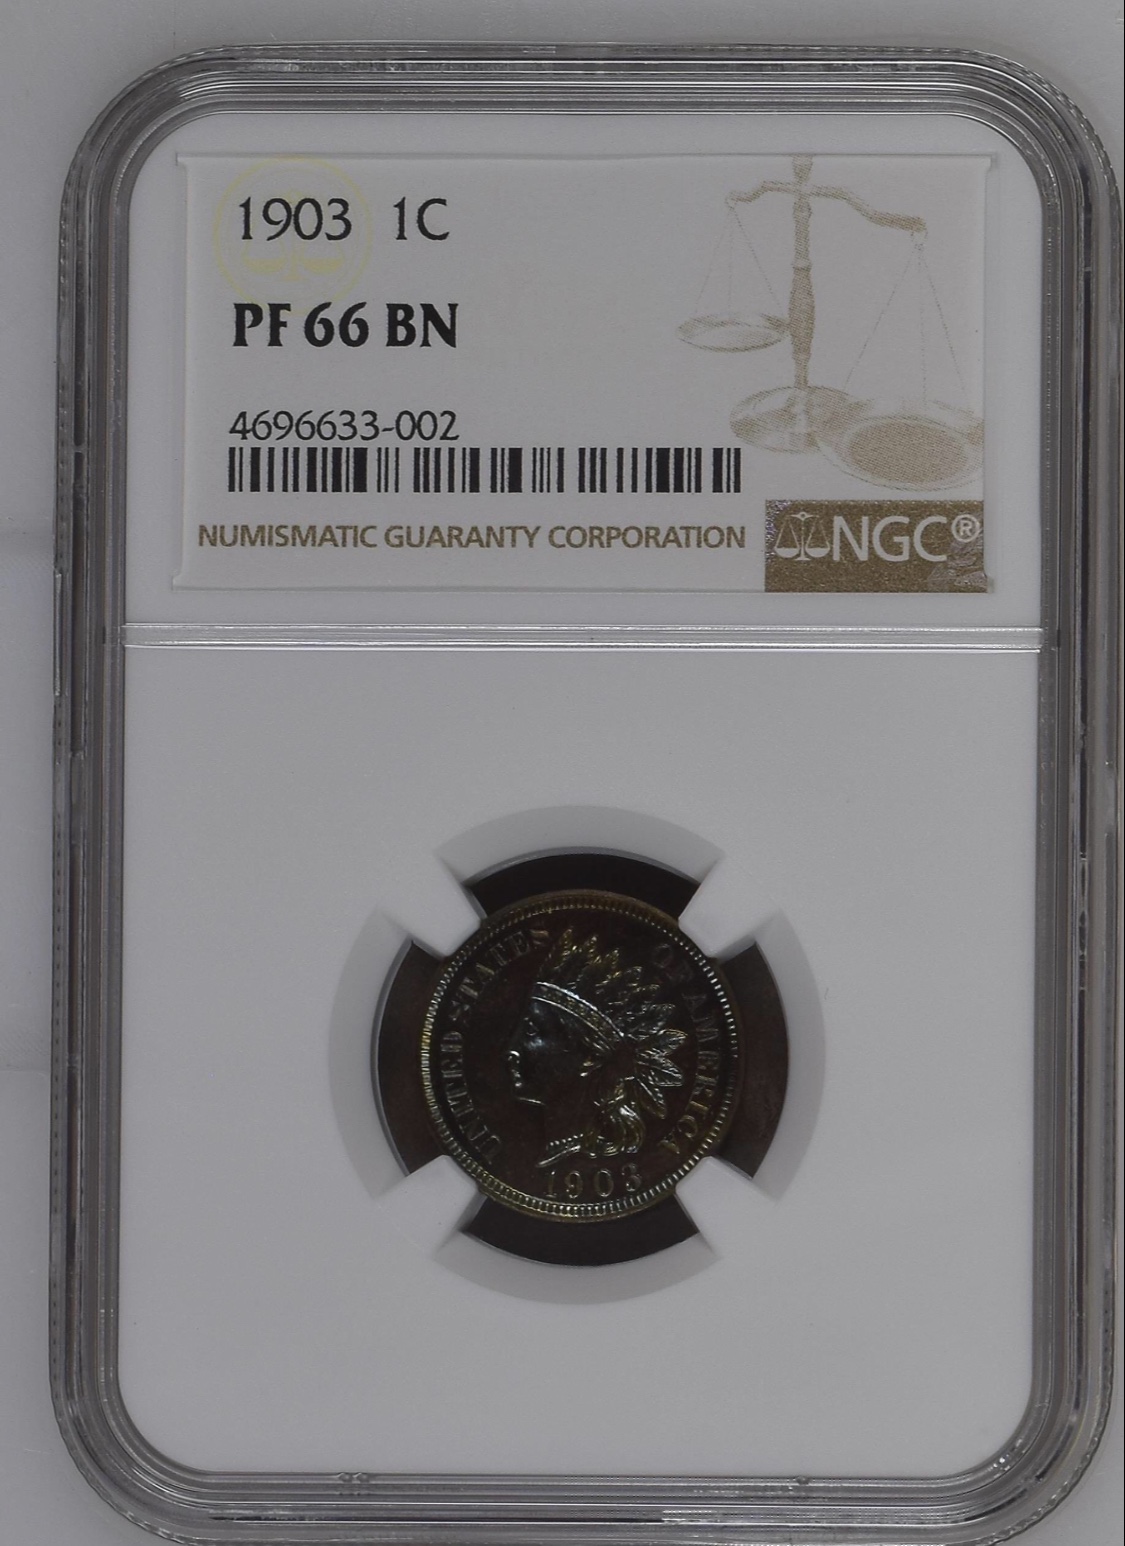 1903 1C
PF 66 BN
4696633-002
NUMISMATIC GUARANTY CORPORATION
NGC®
UNITED STATES OF AMERICA
1903